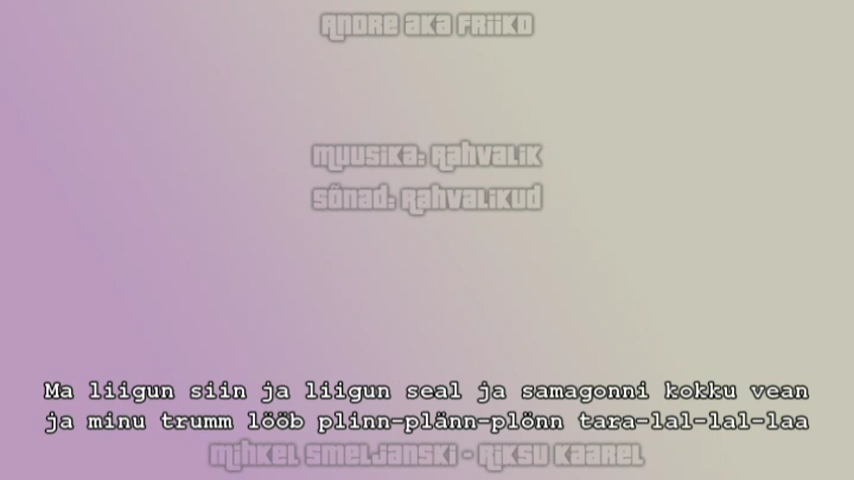 Andre aka Friiko
Muusika: Rahvalik
Sõnad: Rahvalikud
Ma liigun siin ja liigun seal ja samagonni kokku vean
ja minu trumm lööb plinn-plänn-plönn tara-lal-lal-laa
Mihkel Smeljanski - Riksu Kaarel